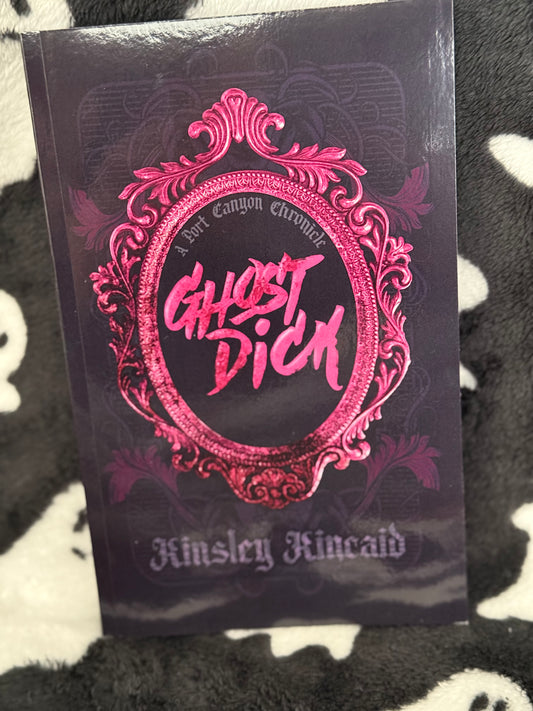 A Port Canyon Chronicle
GHOST
DICK
Kinsley Kincaid